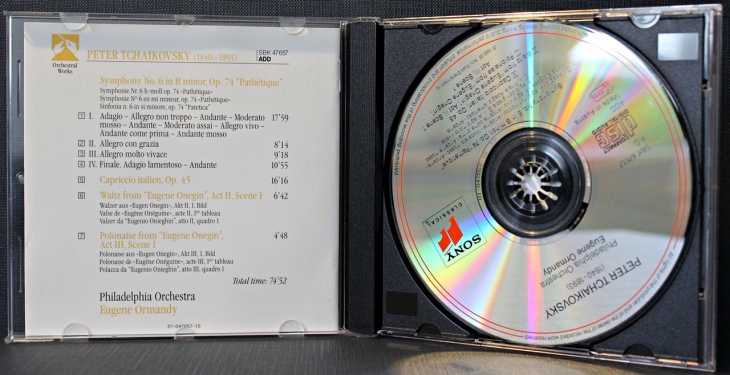 Orchestral
Works
PETER TCHAIKOVSKY (1840–1893)
SBK 47657
ADD
Symphony No. 6 in B minor, Op. 74 "Pathétique"
Symphonie Nr. 6 h-moll op. 74 «Pathétique»
Symphonie N° 6 en mi mineur, op. 74 «Pathétique»
Sinfonia n. 6 in si minore, op. 74 "Patetica"
1 I. Adagio – Allegro non troppo – Andante – Moderato 17'59
mosso – Andante – Moderato assai – Allegro vivo –
Andante come prima – Andante mosso
2 II. Allegro con grazia 8'14
3 III. Allegro molto vivace 9'18
4 IV. Finale. Adagio lamentoso – Andante 10'55
5 Capriccio italien, Op. 45 16'16
6 Waltz from "Eugene Onegin", Act II, Scene I 6'42
Walzer aus «Eugen Onegin», Akt II, 1. Bild
Valse de «Eugène Onéguine», acte II, 1er tableau
Valzer da "Eugenio Onieghin", atto II, quadro 1
7 Polonaise from "Eugene Onegin", 4'48
Act III, Scene I
Polonaise aus «Eugen Onegin», Akt III, 1. Bild
Polonaise de «Eugène Onéguine», acte III, 1er tableau
Polacca da "Eugenio Onieghin", atto III, quadro 1
Total time: 74'52
Philadelphia Orchestra
Eugene Ormandy
01-047657-10
SONY
CLASSICAL
PETER TCHAIKOVSKY
(1840-1893)
Philadelphia Orchestra
Eugene Ormandy